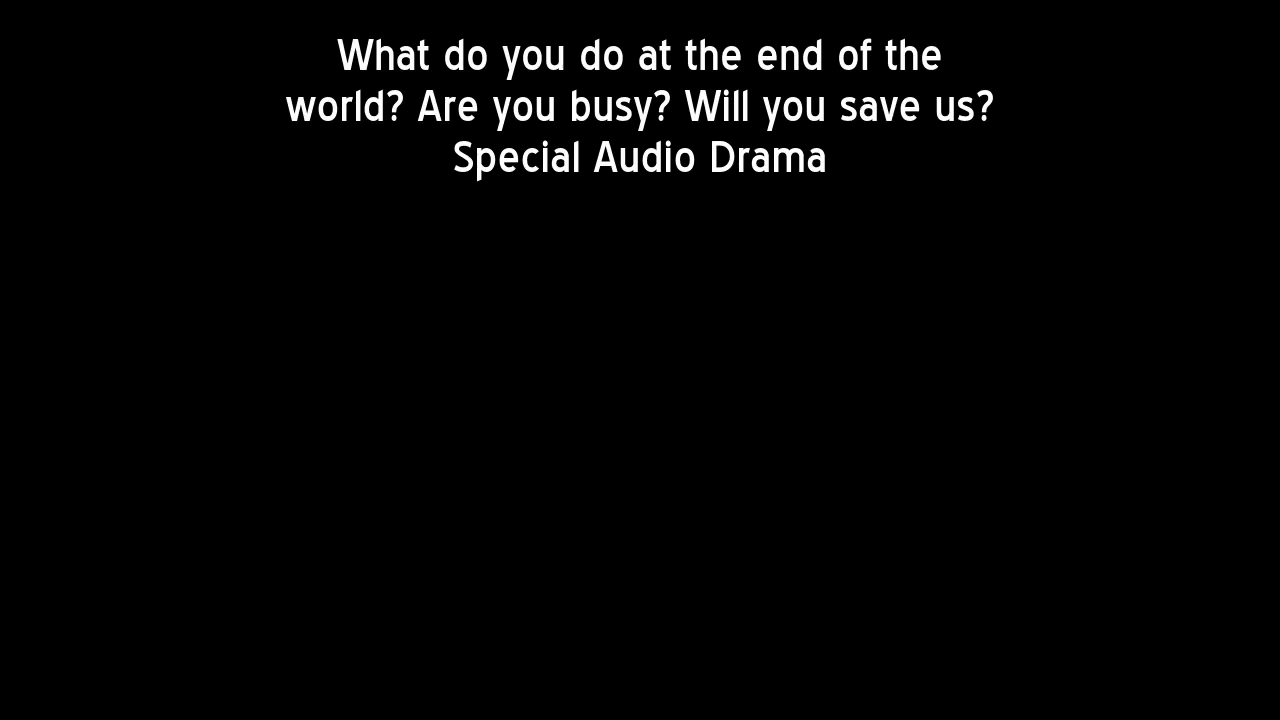 What do you do at the end of the
world? Are you busy? Will you save us?
Special Audio Drama